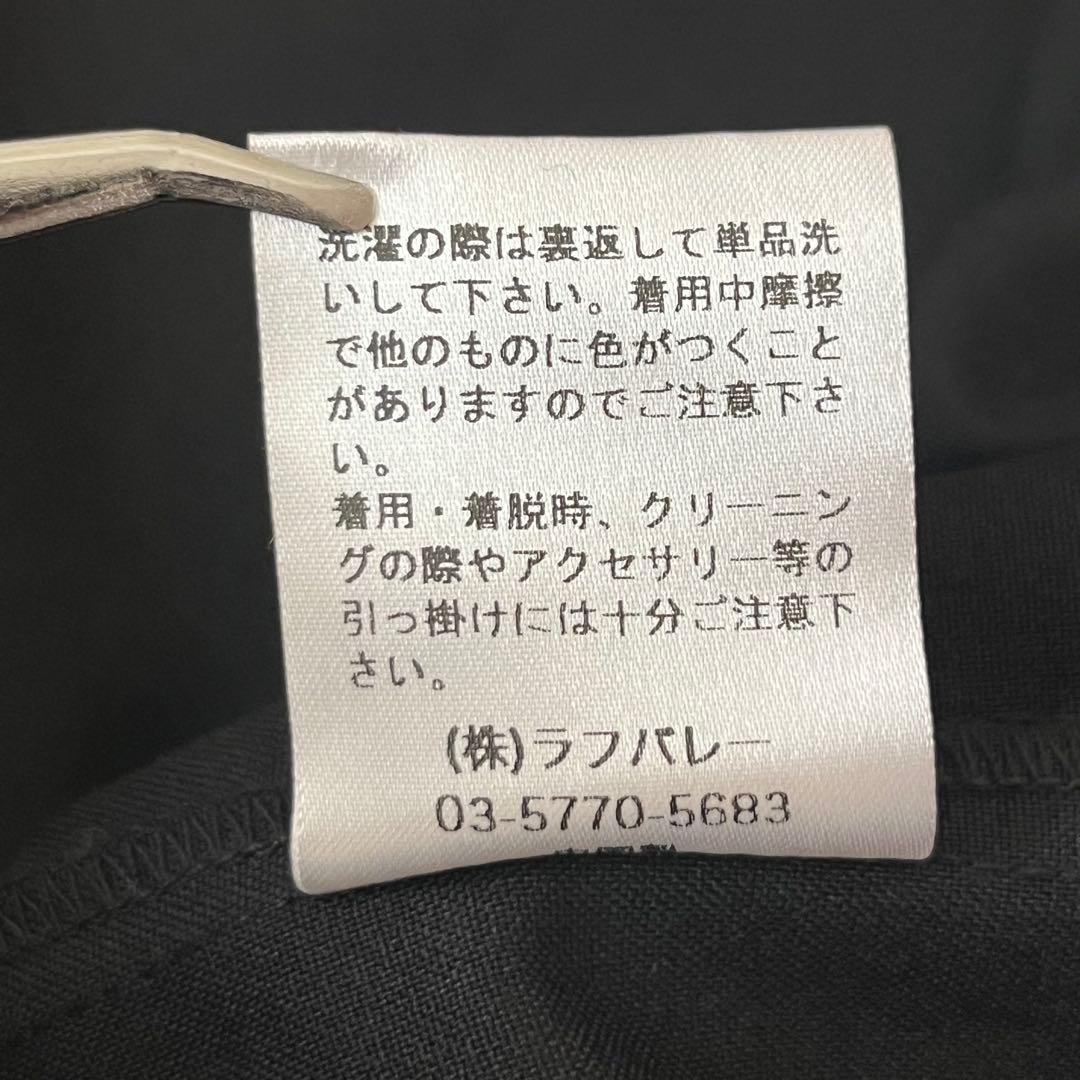 洗濯の際は裏返して単品洗
いして下さい。着用中摩擦
で他のものに色がつくこと
がありますのでご注意下さ
い。
着用・着脱時、クリーニン
グの際やアクセサリー等の
引っ掛けには十分ご注意下
さい。
(株)ラフバレー
03-5770-5683